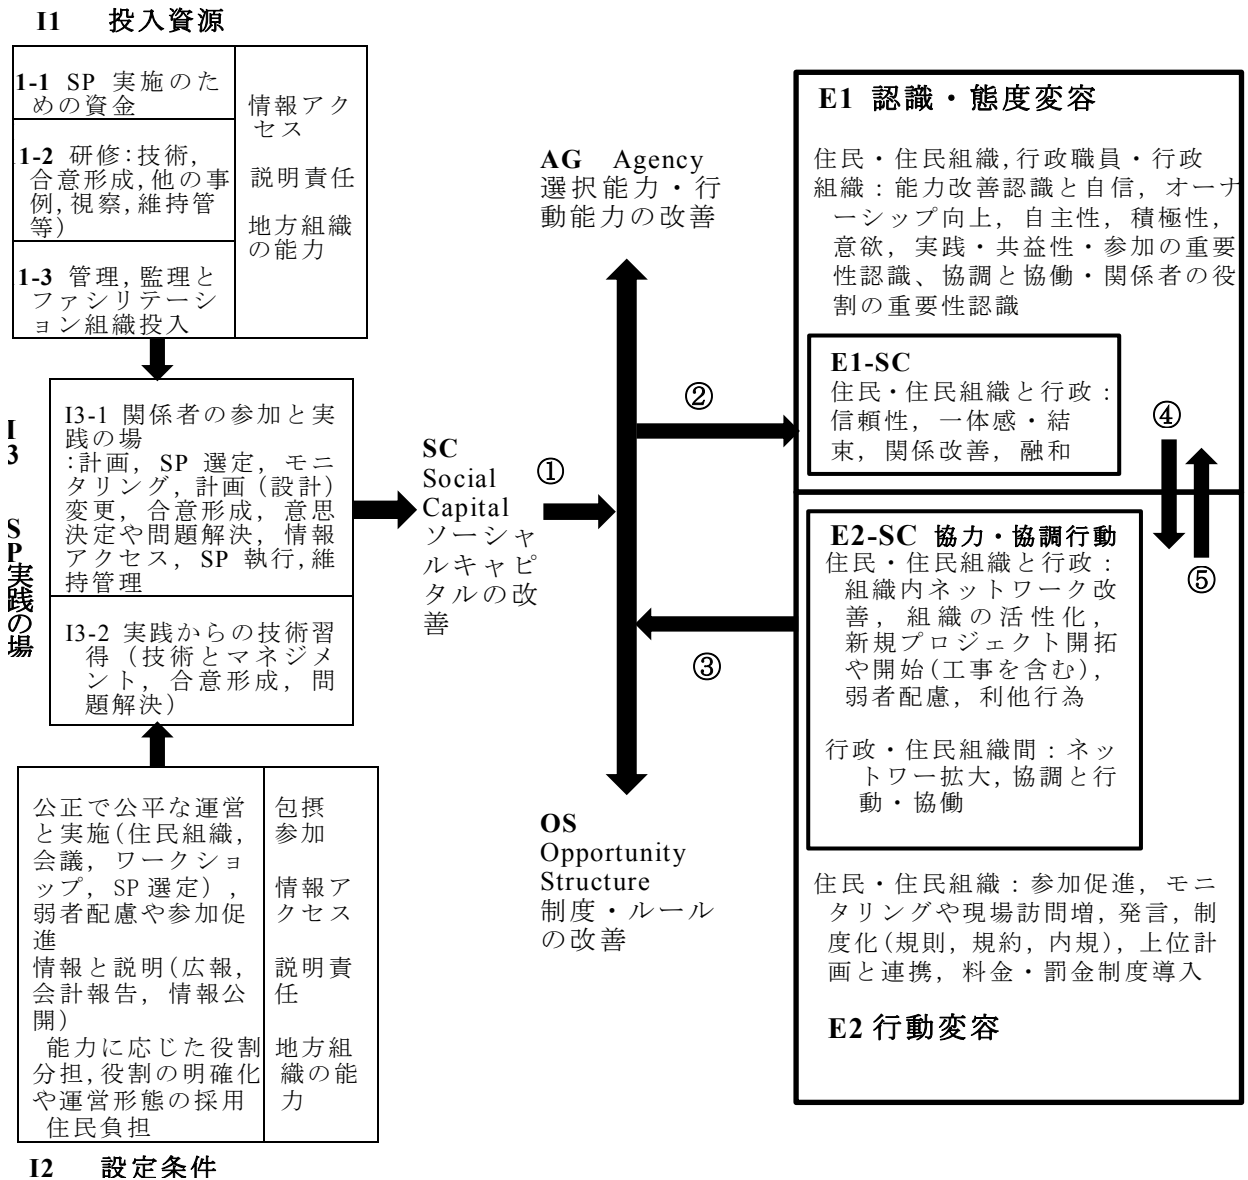 I1 投入資源
1-1 SP 実施のた
めの資金
1-2 研修:技術,
合意形成,他の事
例,視察,維持管
等)
1-3 管理,監理と
ファシリテーシ
ョン組織投入
情報アク
セス
説明責任
地方組織
の能力
I3 SP実践の場
I3-1 関係者の参加と実
践の場
:計画, SP 選定, モニ
タリング,計画(設計)
変更, 合意形成, 意思
決定や問題解決, 情報
アクセス, SP 執行,維
持管理
I3-2 実践からの技術習
得(技術とマネジメ
ント, 合意形成, 問
題解決)
公正で公平な運営
と実施(住民組織,
会議, ワークショ
ップ, SP 選定),
弱者配慮や参加促
進
情報と説明(広報,
会計報告, 情報公
開)
能力に応じた役割
分担,役割の明確化
や運営形態の採用
住民負担
包摂
参加
情報ア
クセス
説明責
任
地方組
織の能
力
I2 設定条件
SC
Social
Capital
ソーシャ
ルキャピ
タルの改
善
①
AG Agency
選択能力・行
動能力の改善
②
③
OS
Opportunity
Structure
制度・ルール
の改善
E1 認識・態度変容
住民・住民組織,行政職員・行政
組織:能力改善認識と自信, オーナ
ーシップ向上, 自主性, 積極性,
意欲, 実践・共益性・参加の重要
性認識、協調と協働・関係者の役
割の重要性認識
E1-SC
住民・住民組織と行政:
信頼性, 一体感・結
束, 関係改善, 融和
④
⑤
E2-SC 協力・協調行動
住民・住民組織と行政:
組織内ネットワーク改
善, 組織の活性化,
新規プロジェクト開拓
や開始(工事を含む),
弱者配慮, 利他行為
行政・住民組織間:ネッ
トワー拡大,協調と行
動・協働
住民・住民組織:参加促進, モニ
タリングや現場訪問増,発言,制
度化(規則, 規約, 内規), 上位計
画と連携, 料金・罰金制度導入
E2 行動変容